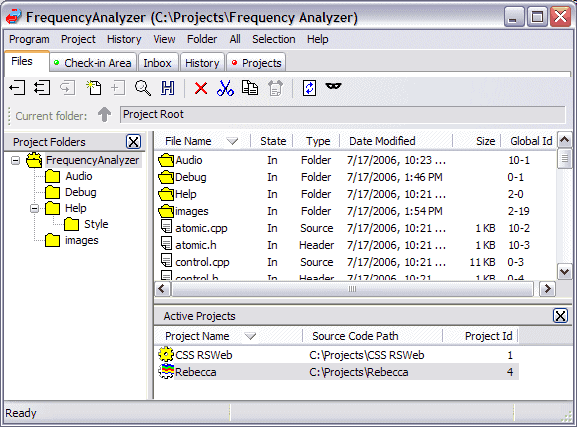 FrequencyAnalyzer (C:\Projects\Frequency Analyzer)
Program Project History View Folder All Selection Help
Files Check-in Area Inbox History Projects
Current folder: Project Root
Project Folders
FrequencyAnalyzer
Audio
Debug
Help
Style
images
File Name State Type Date Modified Size Global Id
Audio In Folder 7/17/2006, 10:23 ... 10-1
Debug In Folder 7/17/2006, 1:46 PM 0-1
Help In Folder 7/17/2006, 10:21 ... 2-0
images In Folder 7/17/2006, 1:54 PM 2-19
atomic.cpp In Source 7/17/2006, 10:21 ... 1 KB 10-2
atomic.h In Header 7/17/2006, 10:21 ... 1 KB 10-3
control.cpp In Source 7/17/2006, 10:21 ... 11 KB 0-3
control.h In Header 7/17/2006, 10:21 ... 1 KB 0-4
Active Projects
Project Name Source Code Path Project Id
CSS RSWeb C:\Projects\CSS RSWeb 1
Rebecca C:\Projects\Rebecca 4
Ready